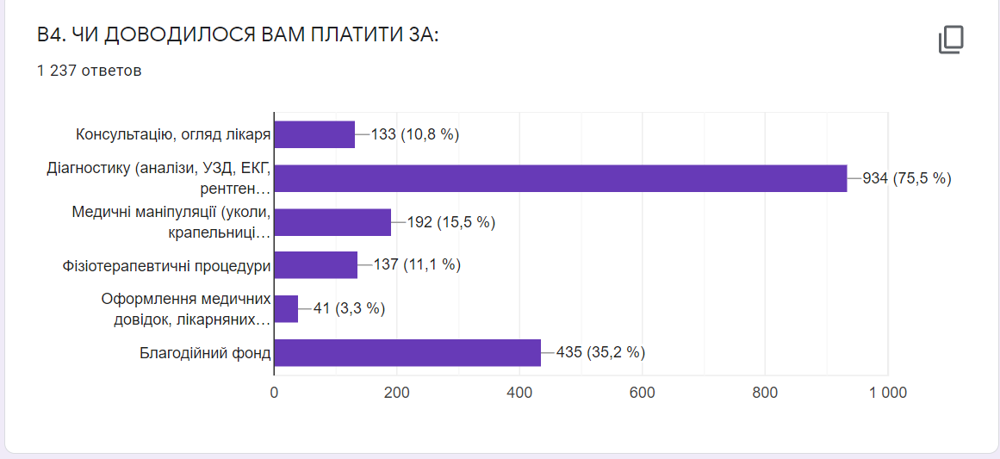 В4. ЧИ ДОВОДИЛОСЯ ВАМ ПЛАТИТИ ЗА:
1 237 ответов
Консультацію, огляд лікаря
133 (10,8 %)
Діагностику (аналізи, УЗД, ЕКГ,
рентген…
934 (75,5 %)
Медичні маніпуляції (уколи,
крапельниці…
192 (15,5 %)
Фізіотерапевтичні процедури
137 (11,1 %)
Оформлення медичних
довідок, лікарняних…
41 (3,3 %)
Благодійний фонд
435 (35,2 %)
0 200 400 600 800 1 000